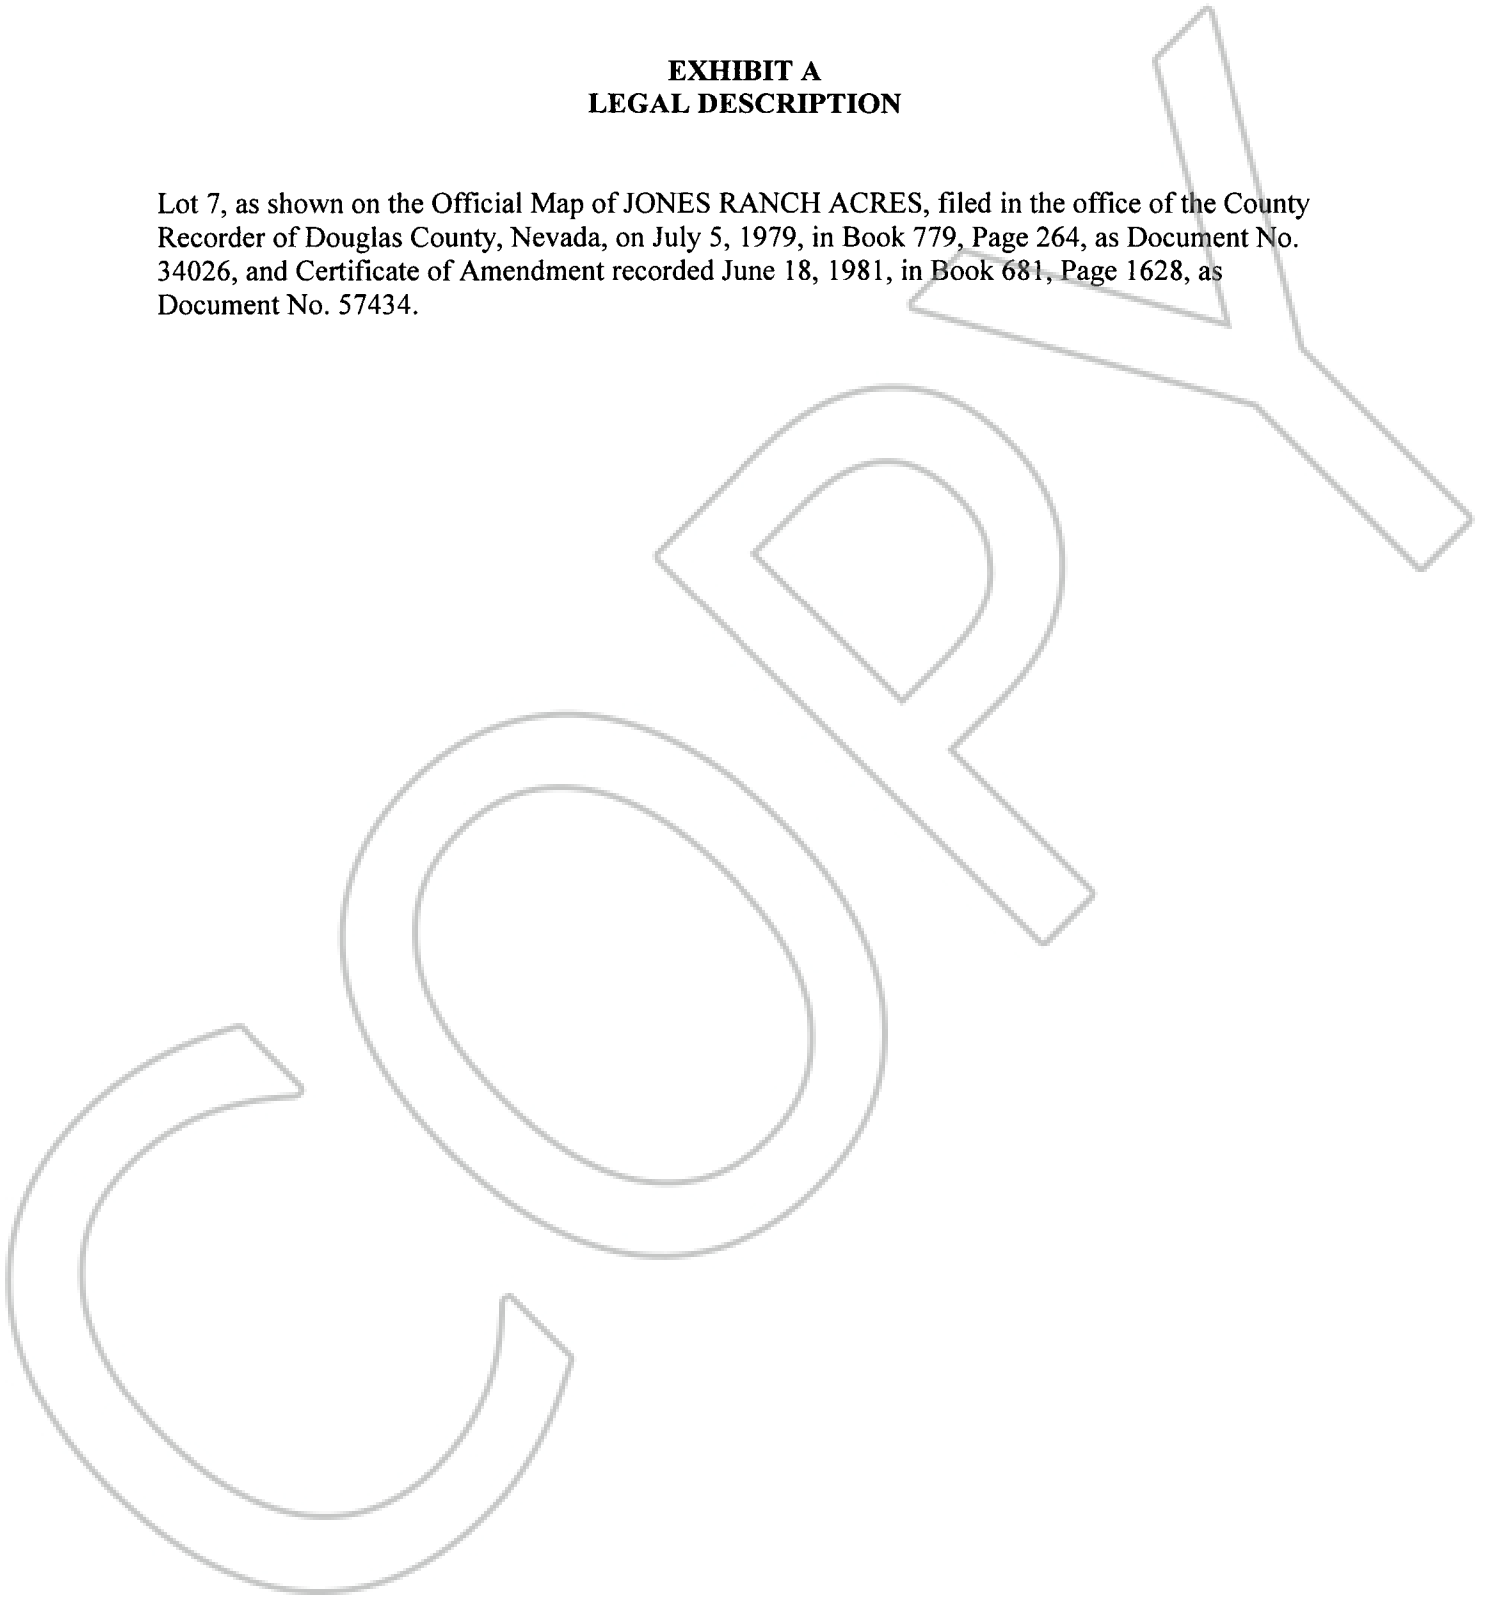 EXHIBIT A
LEGAL DESCRIPTION
Lot 7, as shown on the Official Map of JONES RANCH ACRES, filed in the office of the County
Recorder of Douglas County, Nevada, on July 5, 1979, in Book 779, Page 264, as Document No.
34026, and Certificate of Amendment recorded June 18, 1981, in Book 681, Page 1628, as
Document No. 57434.
COPY